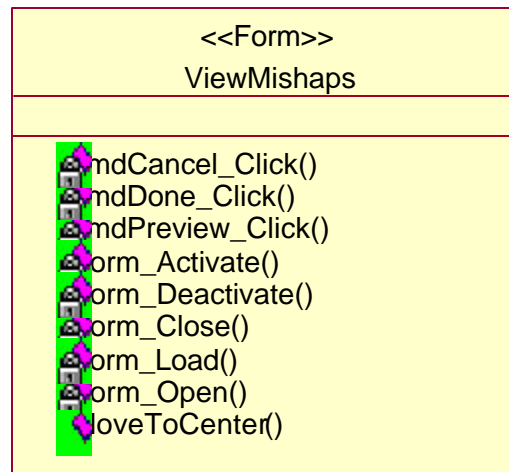 <<Form>>
ViewMishaps
mdCancel_Click()
mdDone_Click()
mdPreview_Click()
orm_Activate()
orm_Deactivate()
orm_Close()
orm_Load()
orm_Open()
loveToCenter()